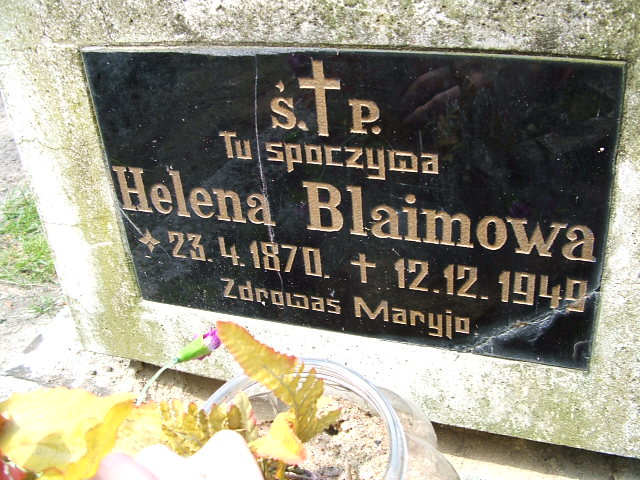 Ś. † P.
Tu spoczywa
Helena Blaimowa
* 23. 4. 1870. † 12. 12. 1949
Zdrowaś Maryjo